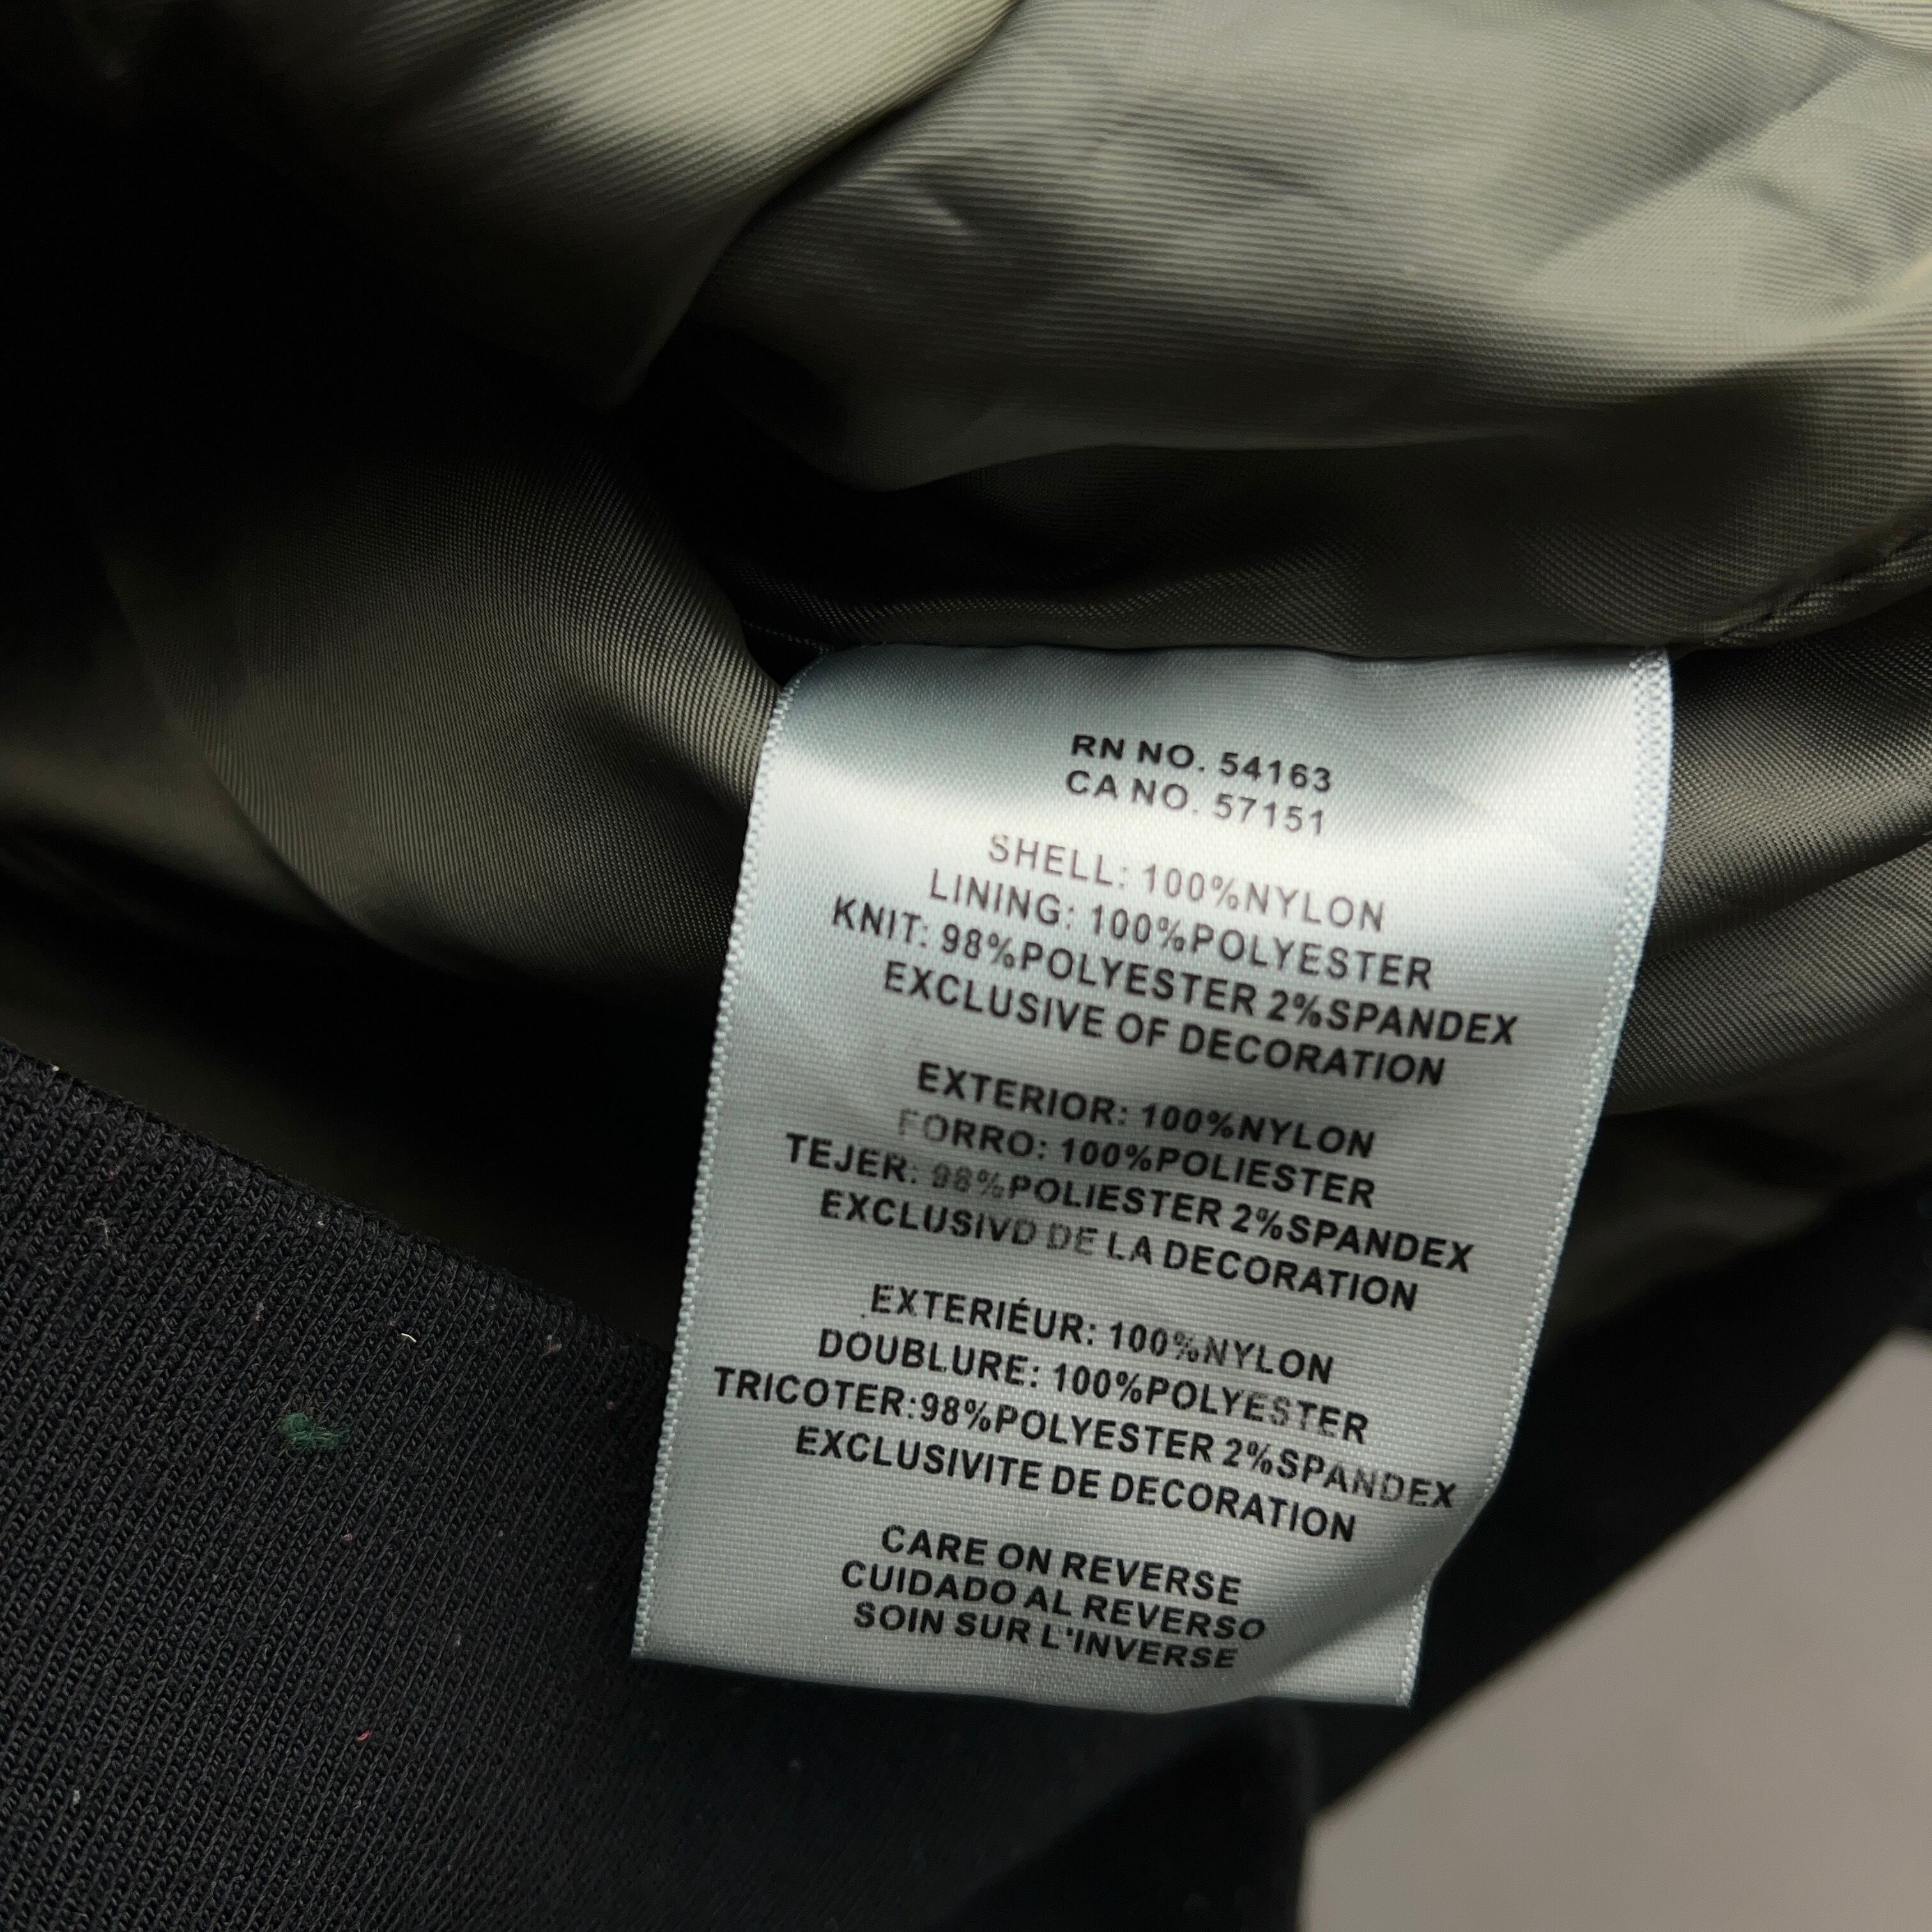 RN NO. 54163
CA NO. 57151
SHELL: 100%NYLON
LINING: 100%POLYESTER
KNIT: 98%POLYESTER 2%SPANDEX
EXCLUSIVE OF DECORATION
EXTERIOR: 100%NYLON
FORRO: 100%POLIESTER
TEJER: 98%POLIESTER 2%SPANDEX
EXCLUSIVD DE LA DECORATION
EXTERIÉUR: 100%NYLON
DOUBLURE: 100%POLYESTER
TRICOTER:98%POLYESTER 2%SPANDEX
EXCLUSIVITE DE DECORATION
CARE ON REVERSE
CUIDADO AL REVERSO
SOIN SUR L'INVERSE